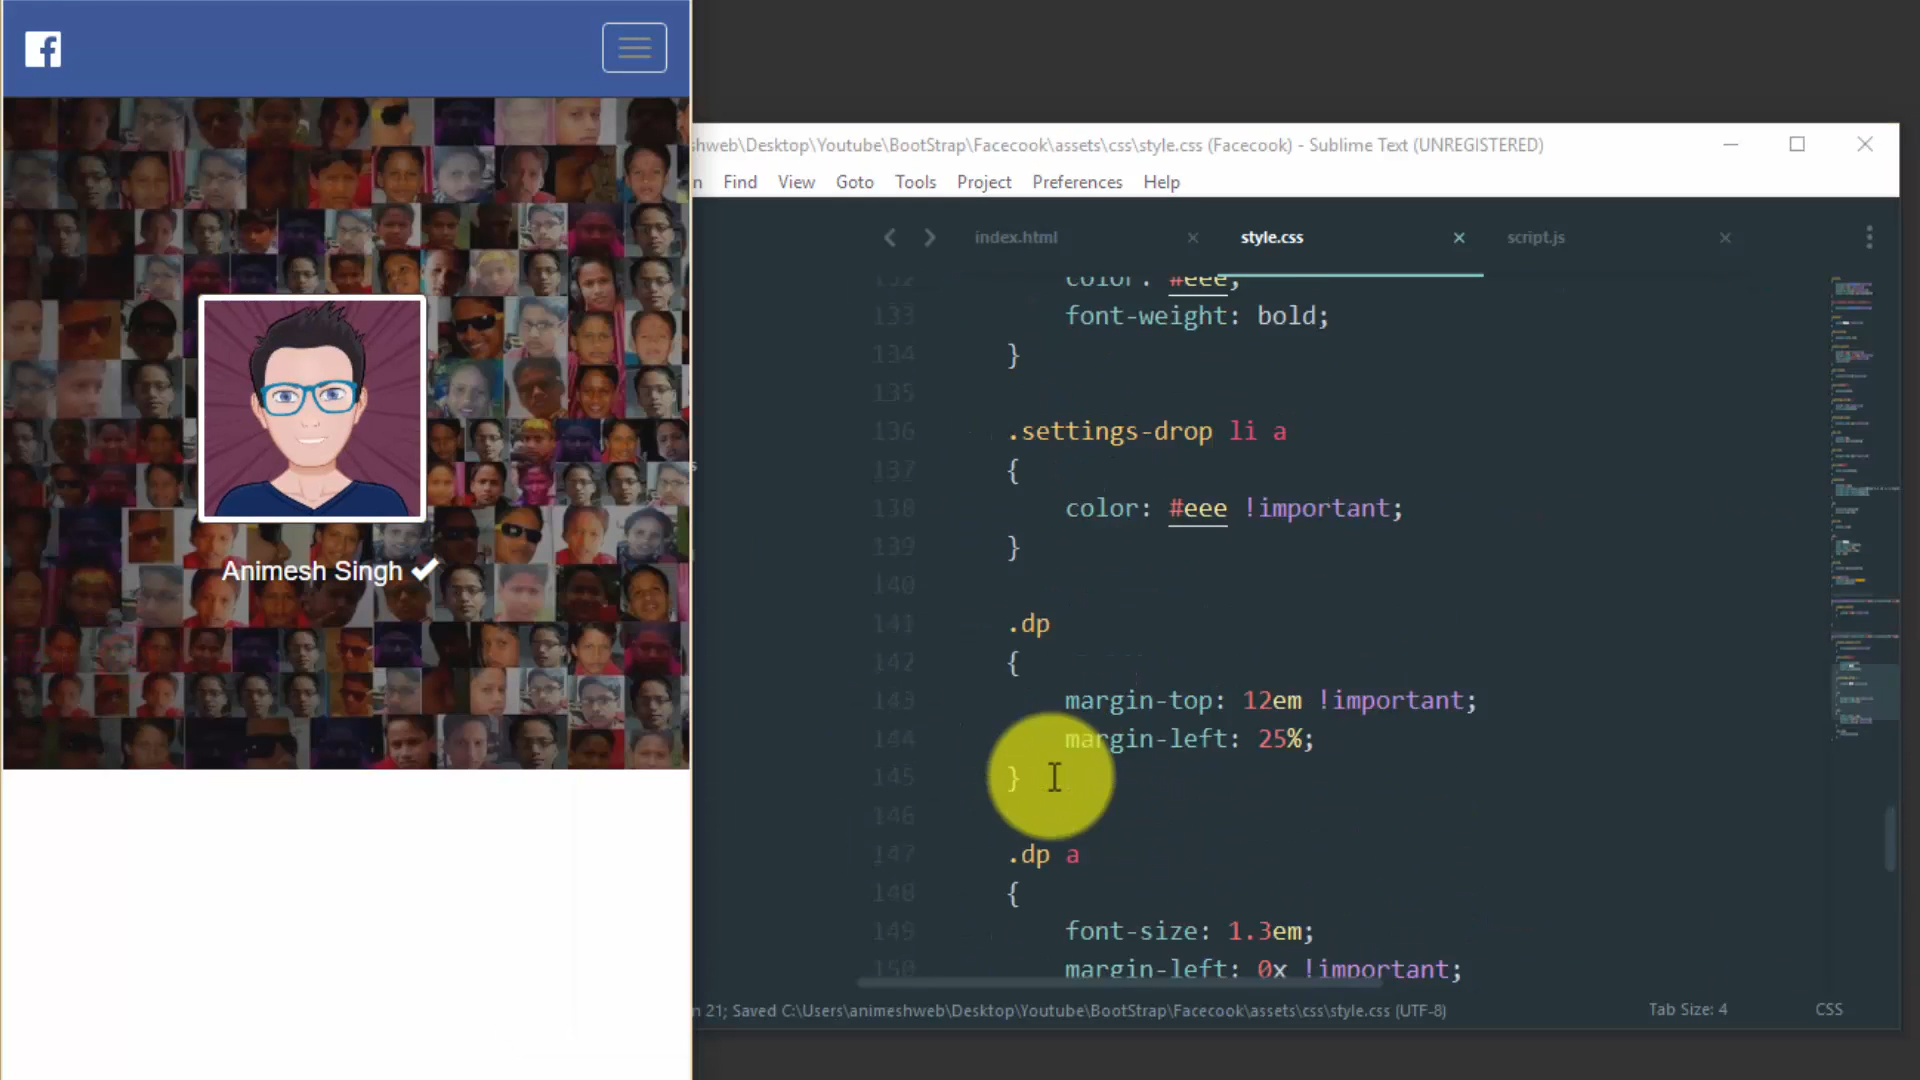 Animesh Singh
hweb\Desktop\Youtube\BootStrap\Facecook\assets\css\style.css (Facecook) - Sublime Text (UNREGISTERED)
n Find View Goto Tools Project Preferences Help
index.html style.css script.js
132 color: #eee;
133 font-weight: bold;
134 }
135
136 .settings-drop li a
137 {
138 color: #eee !important;
139 }
140
141 .dp
142 {
143 margin-top: 12em !important;
144 margin-left: 25%;
145 }
146
147 .dp a
148 {
149 font-size: 1.3em;
150 margin-left: 0x !important;
n 21; Saved C:\Users\animeshweb\Desktop\Youtube\BootStrap\Facecook\assets\css\style.css (UTF-8) Tab Size: 4 CSS